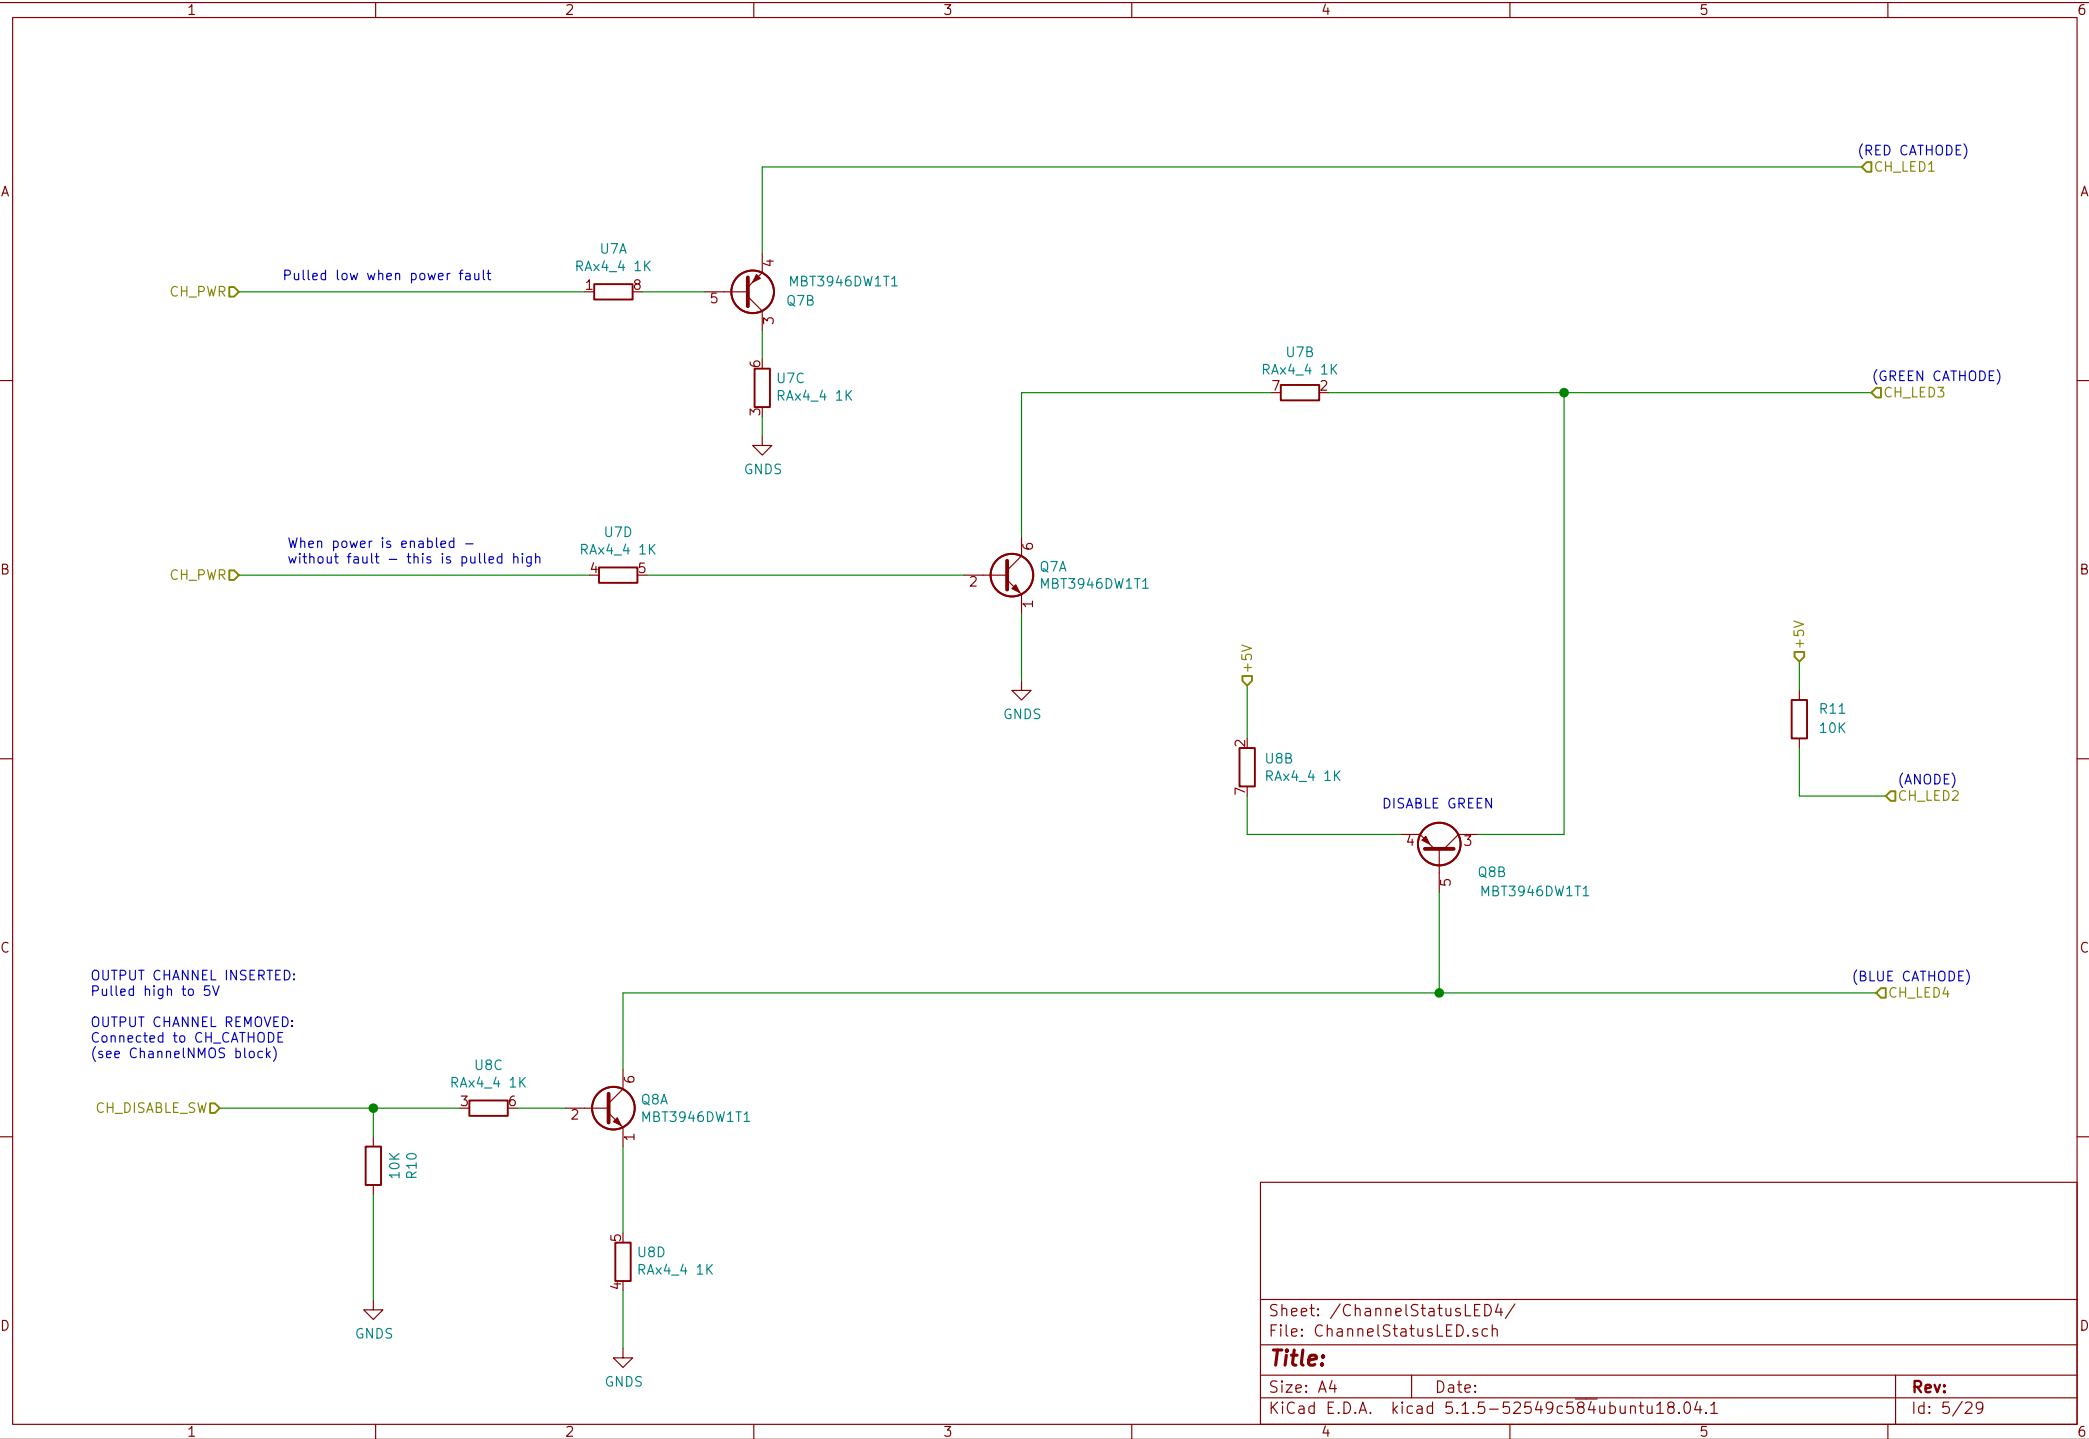 1 2 3 4 5 6
(RED CATHODE)
CH_LED1
A A
U7A
RAx4_4 1K
Pulled low when power fault
CH_PWR
1 8
5
4
3
MBT3946DW1T1
Q7B
6
U7C
RAx4_4 1K
3
GNDS
U7B
RAx4_4 1K
7 2
(GREEN CATHODE)
CH_LED3
When power is enabled –
without fault – this is pulled high
CH_PWR
U7D
RAx4_4 1K
4 5
2
6
1
Q7A
MBT3946DW1T1
GNDS
B B
+5V
2
U8B
RAx4_4 1K
7
+5V
R11
10K
(ANODE)
CH_LED2
DISABLE GREEN
4 3
5
Q8B
MBT3946DW1T1
C C
(BLUE CATHODE)
CH_LED4
OUTPUT CHANNEL INSERTED:
Pulled high to 5V
OUTPUT CHANNEL REMOVED:
Connected to CH_CATHODE
(see ChannelNMOS block)
CH_DISABLE_SW
U8C
RAx4_4 1K
3 6
2
6
1
Q8A
MBT3946DW1T1
10K
R10
GNDS
5
U8D
RAx4_4 1K
4
GNDS
D D
Sheet: /ChannelStatusLED4/
File: ChannelStatusLED.sch
Title:
Size: A4 Date: Rev:
KiCad E.D.A. kicad 5.1.5-52549c584ubuntu18.04.1 Id: 5/29
1 2 3 4 5 6